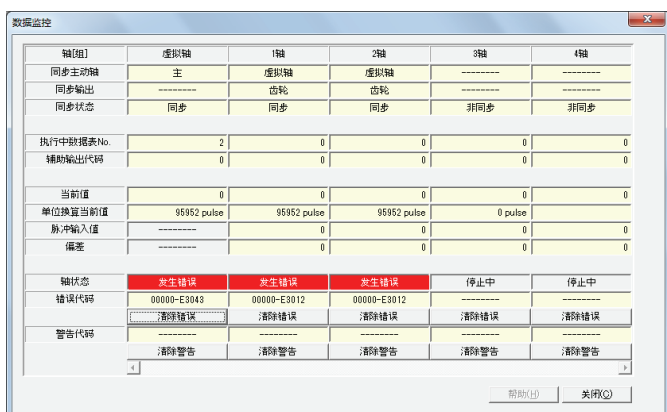 数据监控
轴[组] 虚拟轴 1轴 2轴 3轴 4轴
同步主动轴 主 虚拟轴 虚拟轴 -------- --------
同步输出 -------- 齿轮 齿轮 -------- --------
同步状态 同步 同步 同步 非同步 非同步
执行中数据表No. 2 0 0 0 0
辅助输出代码 0 0 0 0 0
当前值 0 0 0 0 0
单位换算当前值 95952 pulse 95952 pulse 95952 pulse 0 pulse
脉冲输入值 -------- 0 0 0 0
偏差 -------- 0 0 0 0
轴状态 发生错误 发生错误 发生错误 停止中 停止中
错误代码 00000-E3043 00000-E3012 00000-E3012 -------- --------
清除错误 清除错误 清除错误 清除错误 清除错误
警告代码 -------- -------- -------- -------- --------
清除警告 清除警告 清除警告 清除警告 清除警告
帮助(H) 关闭(C)